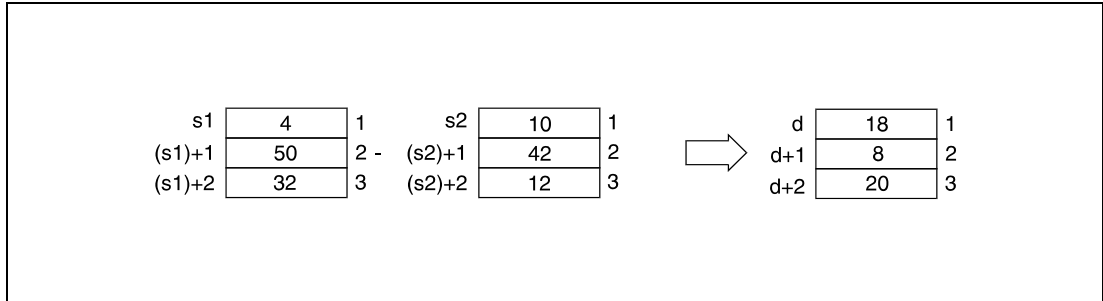 s1 4 1 s2 10 1 d 18 1
(s1)+1 50 2 - (s2)+1 42 2 d+1 8 2
(s1)+2 32 3 (s2)+2 12 3 d+2 20 3